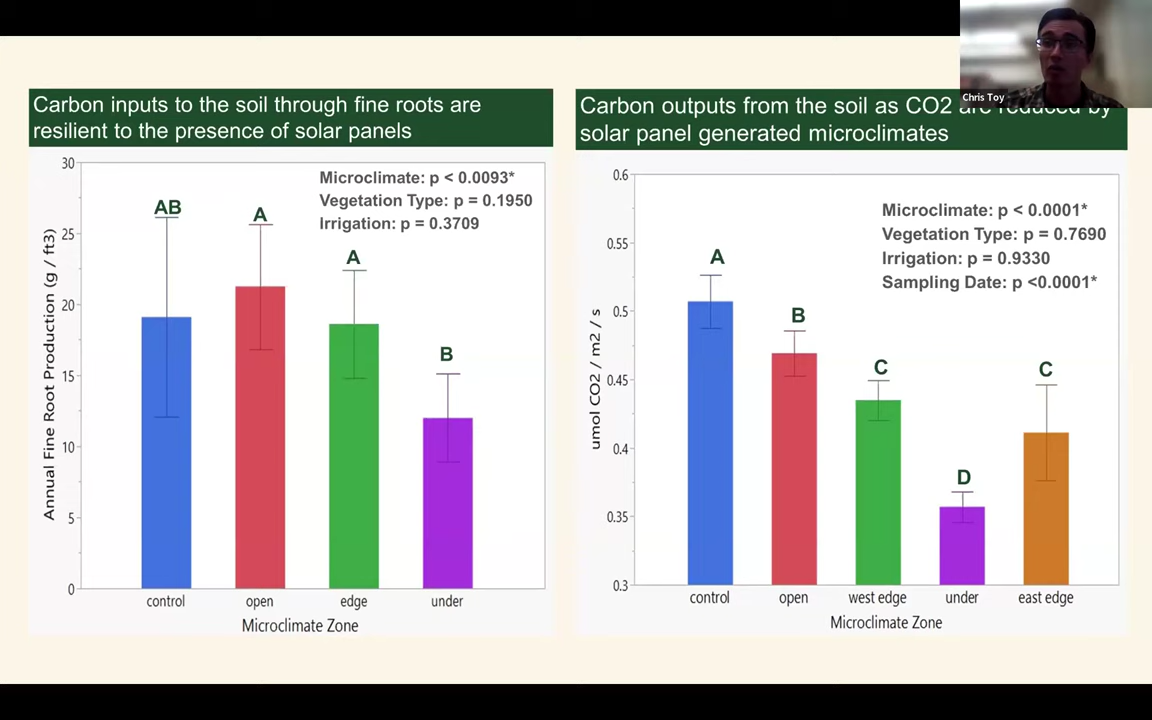 Chris Toy
Carbon inputs to the soil through fine roots are
resilient to the presence of solar panels
Annual Fine Root Production (g / ft3)
30
25
20
15
10
5
0
Microclimate: p < 0.0093*
Vegetation Type: p = 0.1950
Irrigation: p = 0.3709
AB
A
A
B
control
open
edge
under
Microclimate Zone
Carbon outputs from the soil as CO2 are reduced by
solar panel generated microclimates
umol CO2 / m2 / s
0.6
0.55
0.5
0.45
0.4
0.35
0.3
Microclimate: p < 0.0001*
Vegetation Type: p = 0.7690
Irrigation: p = 0.9330
Sampling Date: p <0.0001*
A
B
C
D
C
control
open
west edge
under
east edge
Microclimate Zone